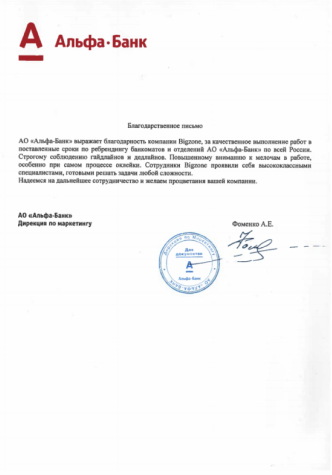 А Альфа·Банк
Благодарственное письмо
АО «Альфа-Банк» выражает благодарность компании Bigzone, за качественное выполнение работ в
поставленные сроки по ребрендингу банкоматов и отделений АО «Альфа-Банк» по всей России.
Строгому соблюдению гайдлайнов и дедлайнов. Повышенному вниманию к мелочам в работе,
особенно при самом процессе оклейки. Сотрудники Bigzone проявили себя высококлассными
специалистами, готовыми решать задачи любой сложности.
Надеемся на дальнейшее сотрудничество и желаем процветания вашей компании.
АО «Альфа-Банк»
Дирекция по маркетингу
Фоменко А.Е.
Для
документов
А
Альфа·Банк